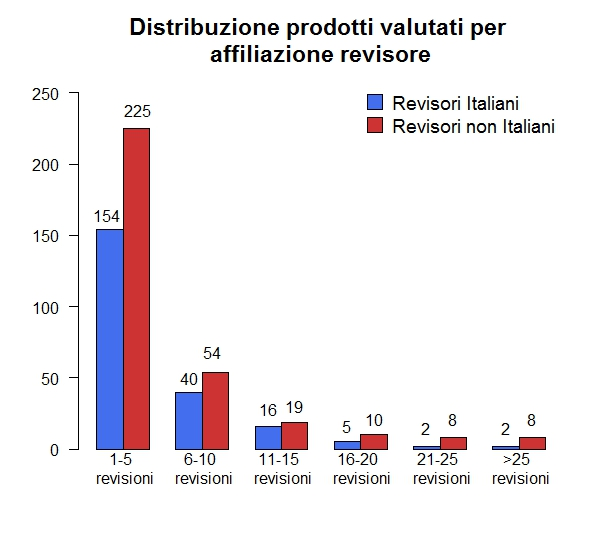 Distribuzione prodotti valutati per
affiliazione revisore
Revisori Italiani
Revisori non Italiani
250
200
150
100
50
0
154
225
40
54
16
19
5
10
2
8
2
8
1-5
revisioni
6-10
revisioni
11-15
revisioni
16-20
revisioni
21-25
revisioni
>25
revisioni